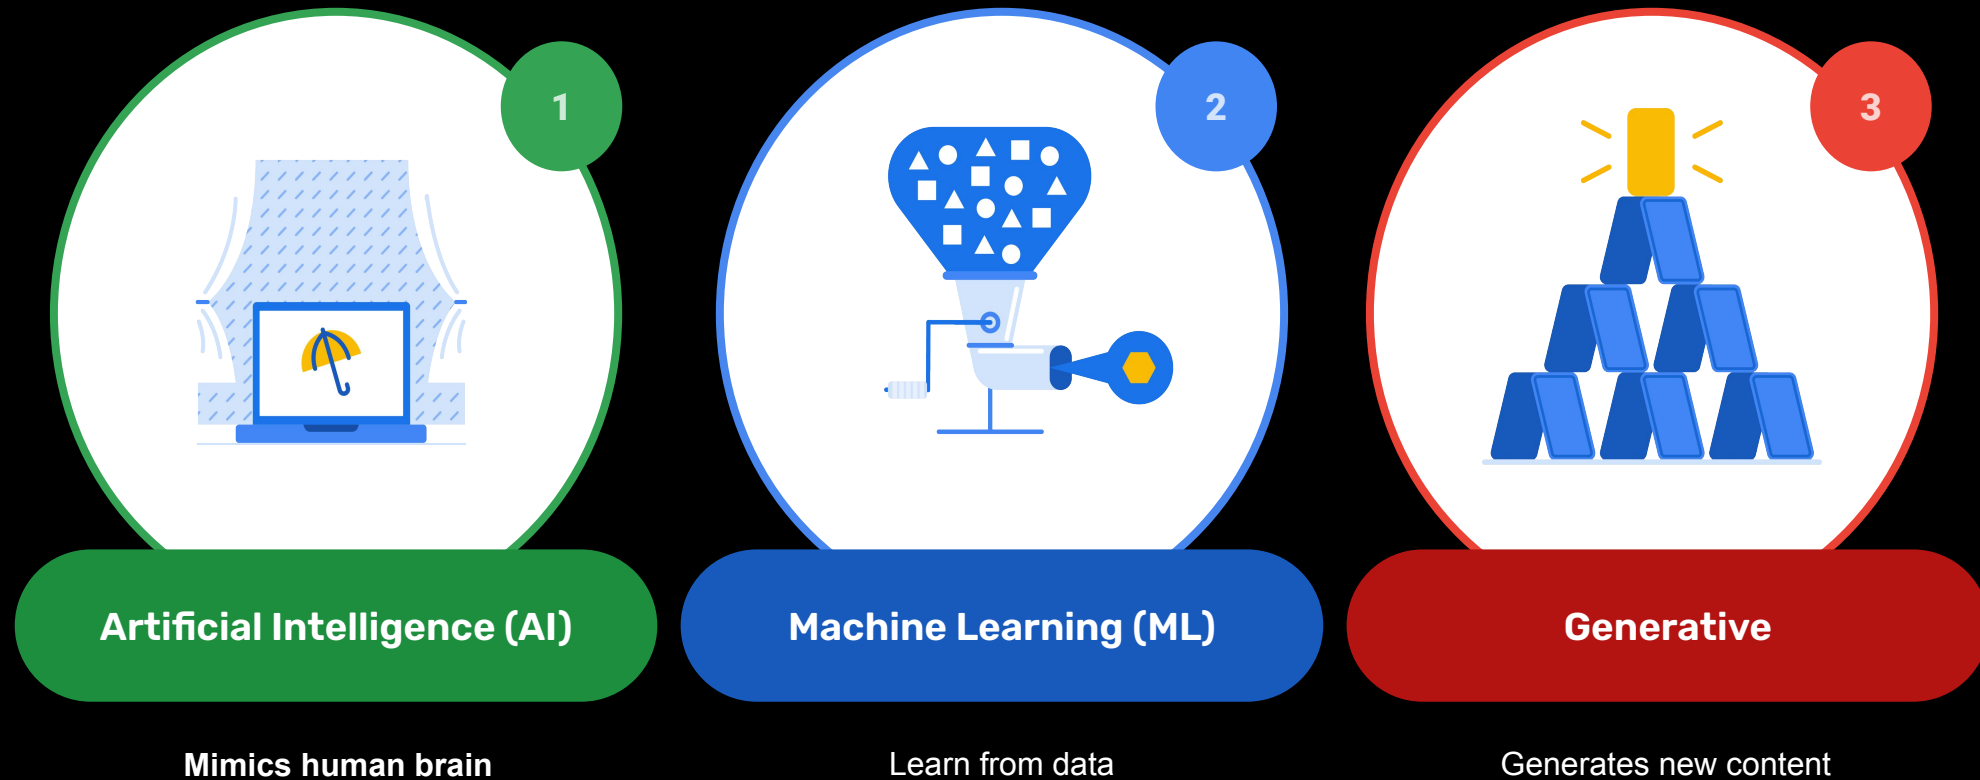 1
Artificial Intelligence (AI)
Mimics human brain
2
Machine Learning (ML)
Learn from data
3
Generative
Generates new content